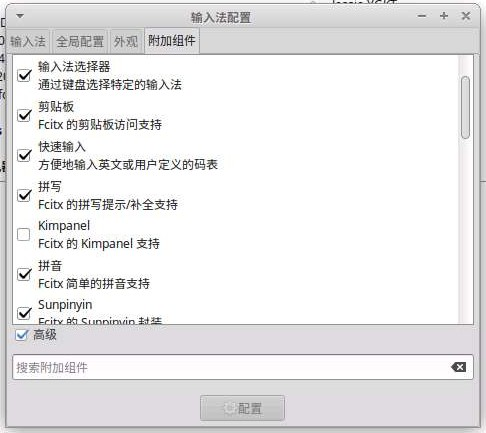 输入法配置
输入法 全局配置 外观 附加组件
输入法选择器
通过键盘选择特定的输入法
剪贴板
Fcitx 的剪贴板访问支持
快速输入
方便地输入英文或用户定义的码表
拼写
Fcitx 的拼写提示/补全支持
Kimpanel
Fcitx 的 Kimpanel 支持
拼音
Fcitx 简单的拼音支持
Sunpinyin
Fcitx 的 Sunpinyin 封装
高级
搜索附加组件
配置